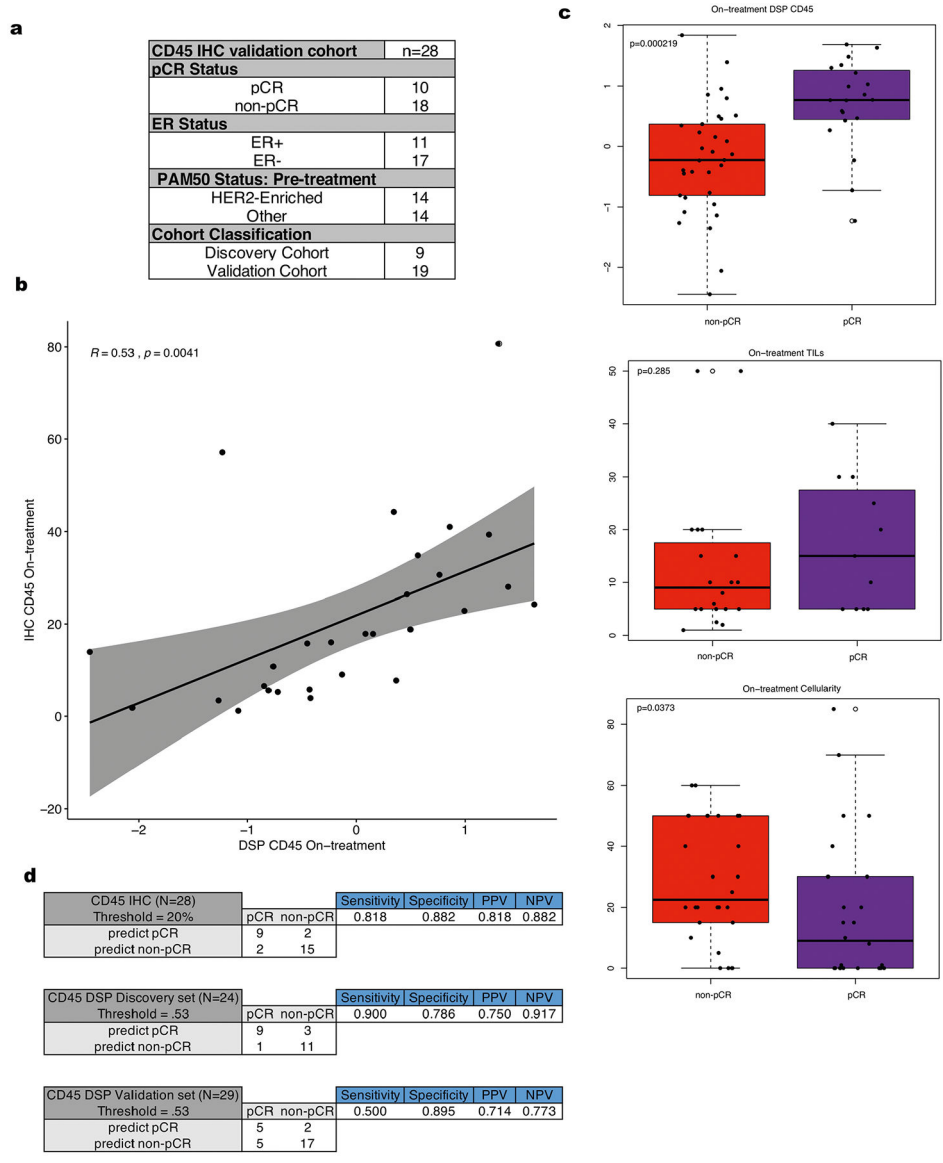 a
CD45 IHC validation cohort n=28
pCR Status
pCR 10
non-pCR 18
ER Status
ER+ 11
ER- 17
PAM50 Status: Pre-treatment
HER2-Enriched 14
Other 14
Cohort Classification
Discovery Cohort 9
Validation Cohort 19
b
R = 0.53 , p = 0.0041
IHC CD45 On-treatment
80
60
40
20
0
−20
−2 −1 0 1
DSP CD45 On-treatment
c
On-treatment DSP CD45
p=0.000219
2
1
0
−1
−2
non-pCR pCR
On-treatment TILs
p=0.285
50
40
30
20
10
0
non-pCR pCR
On-treatment Cellularity
p=0.0373
80
60
40
20
0
non-pCR pCR
d
CD45 IHC (N=28) Sensitivity Specificity PPV NPV
Threshold = 20% pCR non-pCR 0.818 0.882 0.818 0.882
predict pCR 9 2
predict non-pCR 2 15
CD45 DSP Discovery set (N=24) Sensitivity Specificity PPV NPV
Threshold = .53 pCR non-pCR 0.900 0.786 0.750 0.917
predict pCR 9 3
predict non-pCR 1 11
CD45 DSP Validation set (N=29) Sensitivity Specificity PPV NPV
Threshold = .53 pCR non-pCR 0.500 0.895 0.714 0.773
predict pCR 5 2
predict non-pCR 5 17